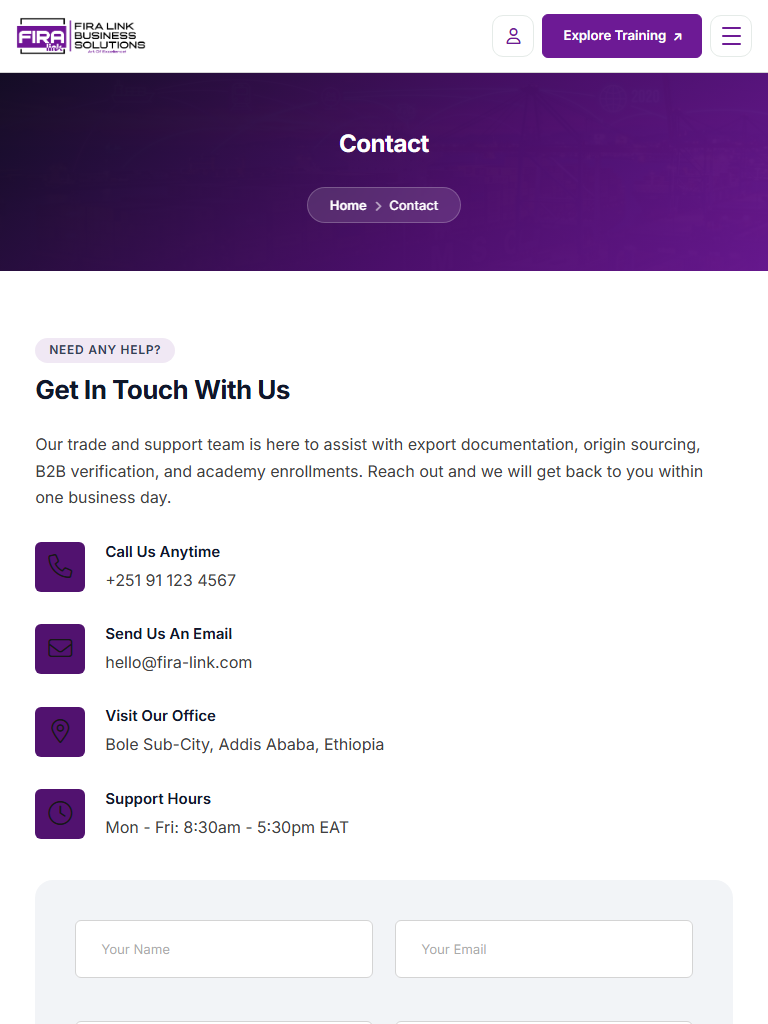 FIRA
link
FIRA LINK
BUSINESS
SOLUTIONS
Explore Training
Contact
Home
Contact
NEED ANY HELP?
Get In Touch With Us
Our trade and support team is here to assist with export documentation, origin sourcing,
B2B verification, and academy enrollments. Reach out and we will get back to you within
one business day.
Call Us Anytime
+251 91 123 4567
Send Us An Email
hello@fira-link.com
Visit Our Office
Bole Sub-City, Addis Ababa, Ethiopia
Support Hours
Mon - Fri: 8:30am - 5:30pm EAT
Your Name
Your Email